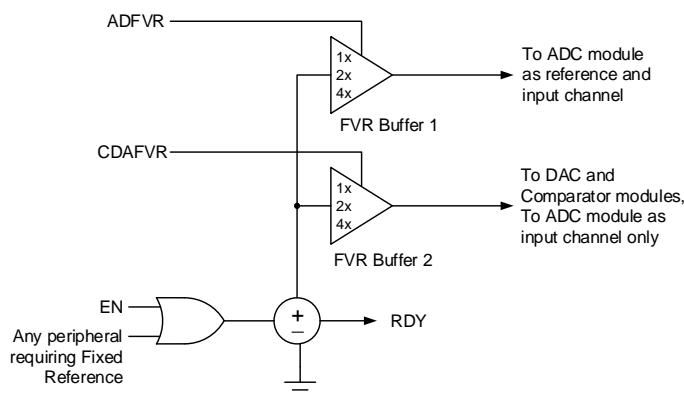 ADFVR
1x
2x
4x
To ADC module
as reference and
input channel
FVR Buffer 1
CDAFVR
1x
2x
4x
To DAC and
Comparator modules,
To ADC module as
input channel only
FVR Buffer 2
EN
Any peripheral
requiring Fixed
Reference
+
_
RDY